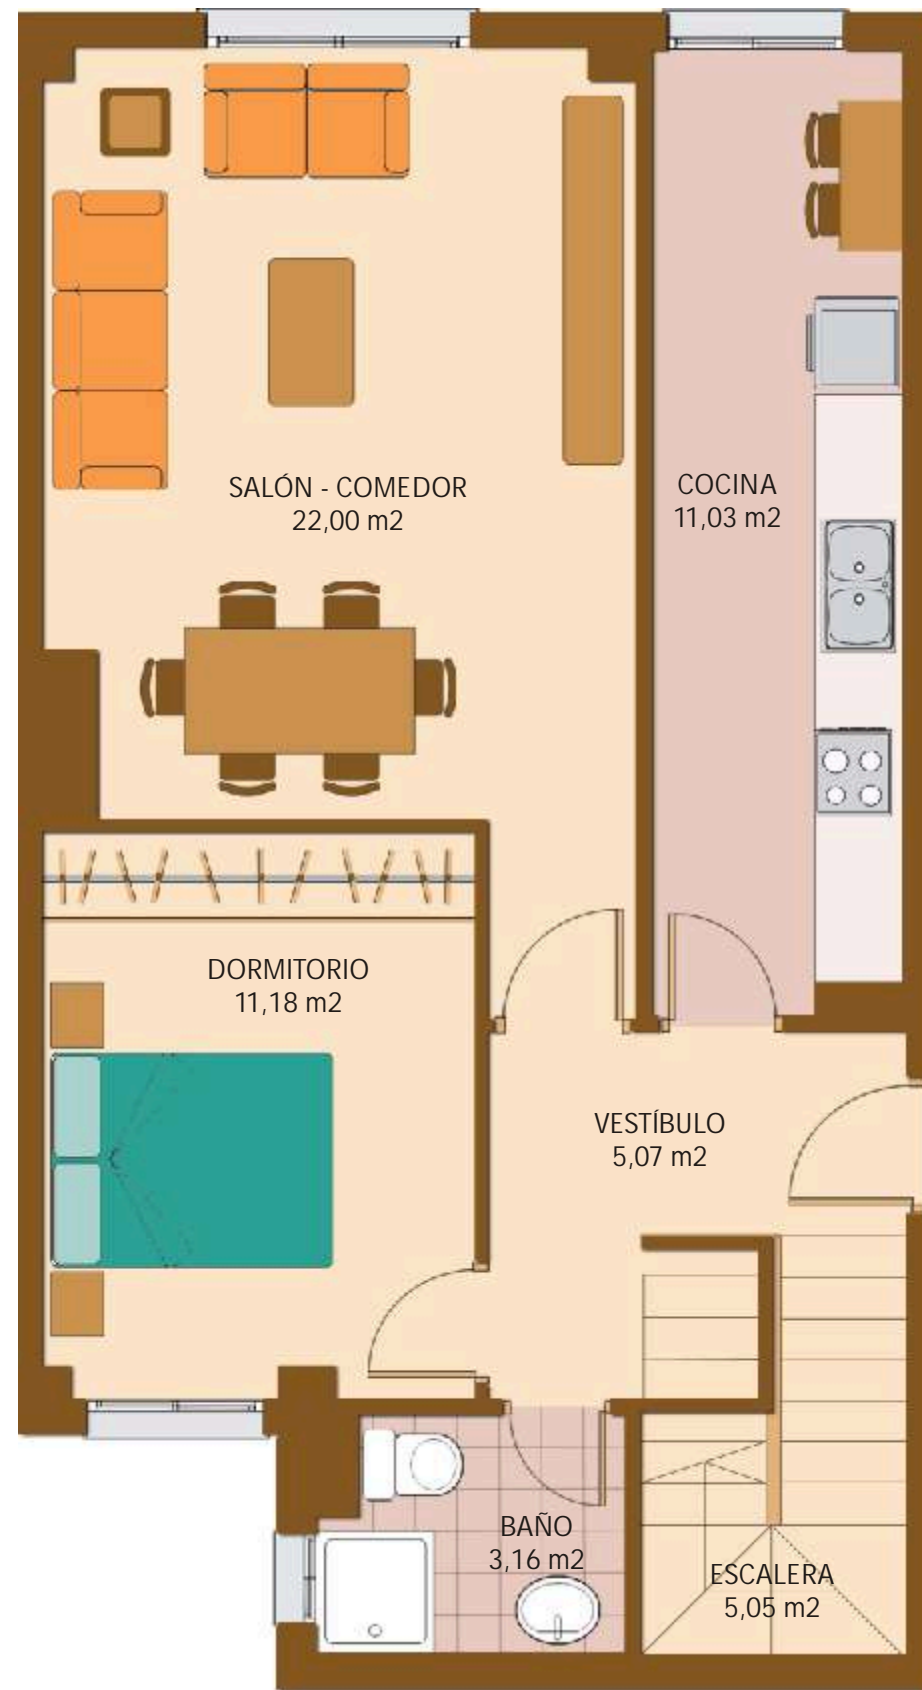 SALÓN - COMEDOR
22,00 m2
COCINA
11,03 m2
DORMITORIO
11,18 m2
VESTÍBULO
5,07 m2
BAÑO
3,16 m2
ESCALERA
5,05 m2